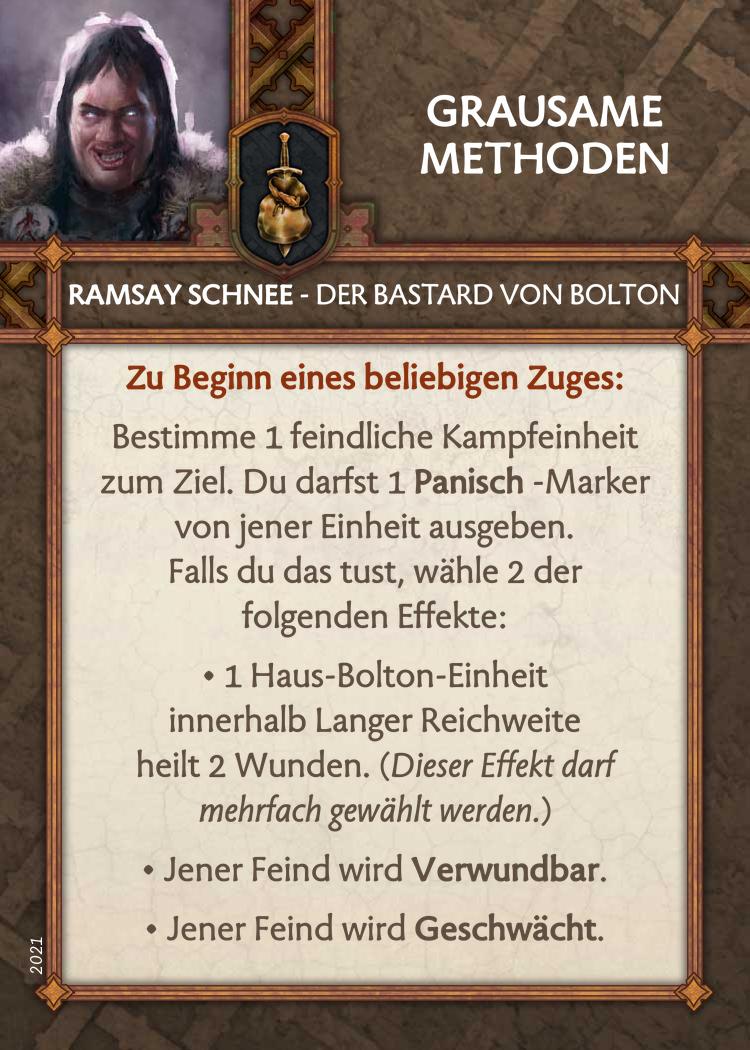 GRAUSAME
METHODEN
RAMSAY SCHNEE - DER BASTARD VON BOLTON
Zu Beginn eines beliebigen Zuges:
Bestimme 1 feindliche Kampfeinheit
zum Ziel. Du darfst 1 Panisch -Marker
von jener Einheit ausgeben.
Falls du das tust, wähle 2 der
folgenden Effekte:
• 1 Haus-Bolton-Einheit
innerhalb Langer Reichweite
heilt 2 Wunden. (Dieser Effekt darf
mehrfach gewählt werden.)
• Jener Feind wird Verwundbar.
• Jener Feind wird Geschwächt.
2021